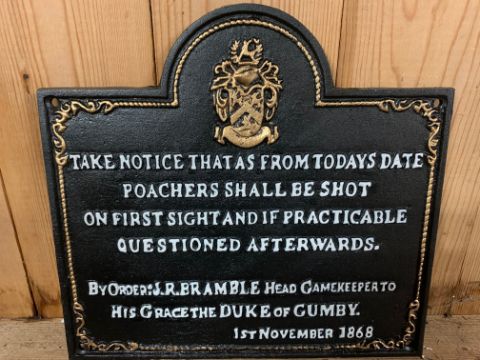 TAKE NOTICE THAT AS FROM TODAYS DATE
POACHERS SHALL BE SHOT
ON FIRST SIGHT AND IF PRACTICABLE
QUESTIONED AFTERWARDS.
BY ORDER: J.R. BRAMBLE HEAD GAMEKEEPER TO
HIS GRACE THE DUKE OF GUMBY.
1ST NOVEMBER 1868